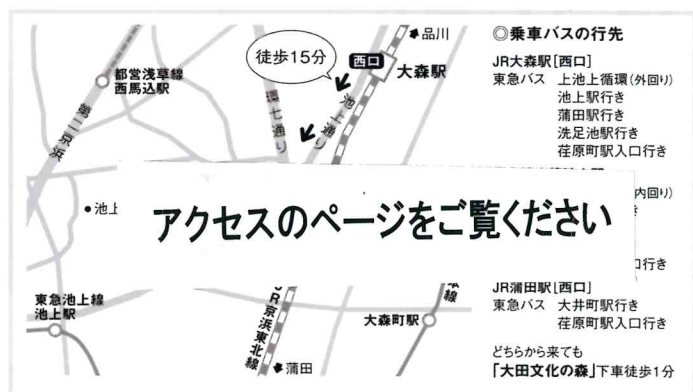 品川
◎乗車バスの行先
徒歩15分
西口
大森駅
JR大森駅[西口]
東急バス 上池上循環(外回り)
池上駅行き
蒲田駅行き
洗足池駅行き
荏原町駅入口行き
都営浅草線
西馬込駅
第二京浜
環七通り
池上通り
内回り)
き
池上
アクセスのページをご覧ください
口行き
JR蒲田駅[西口]
東急バス 大井町駅行き
荏原町駅入口行き
東急池上線
池上駅
JR京浜東北線
本線
大森町駅
蒲田
どちらから来ても
「大田文化の森」下車徒歩1分